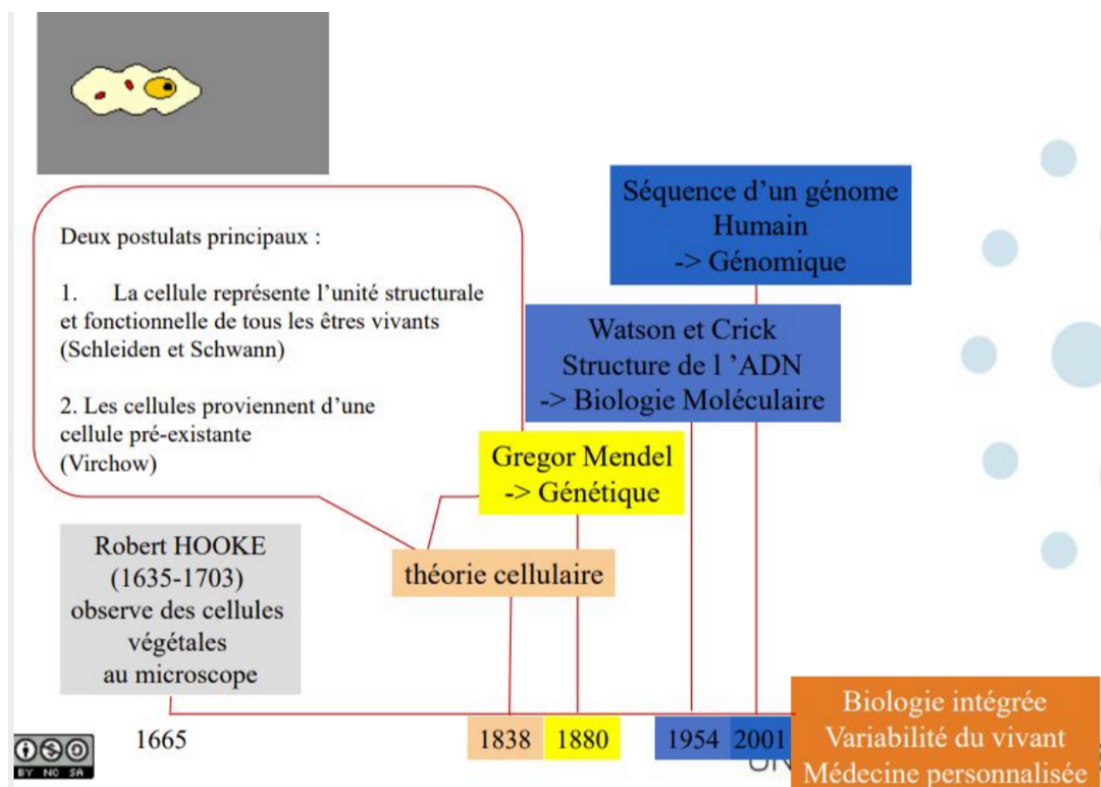 Deux postulats principaux :
1. La cellule représente l'unité structurale
et fonctionnelle de tous les êtres vivants
(Schleiden et Schwann)
2. Les cellules proviennent d'une
cellule pré-existante
(Virchow)
Séquence d'un génome
Humain
-> Génomique
Watson et Crick
Structure de l 'ADN
-> Biologie Moléculaire
Gregor Mendel
-> Génétique
théorie cellulaire
Robert HOOKE
(1635-1703)
observe des cellules
végétales
au microscope
1665
1838
1880
1954
2001
Biologie intégrée
Variabilité du vivant
Médecine personnalisée
BY NC SA